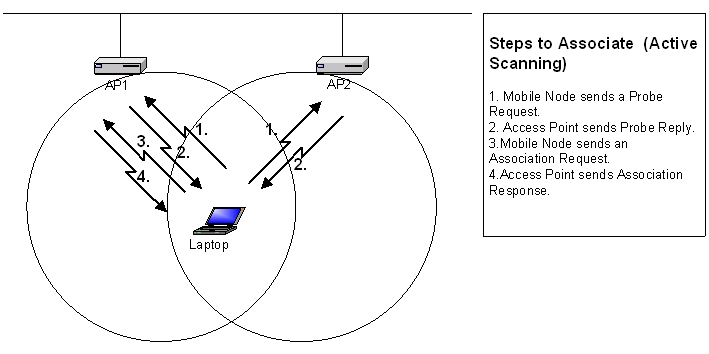 AP1
AP2
1.
2.
3.
4.
1.
2.
Laptop
Steps to Associate (Active
Scanning)
1. Mobile Node sends a Probe
Request.
2. Access Point sends Probe Reply.
3.Mobile Node sends an
Association Request.
4.Access Point sends Association
Response.